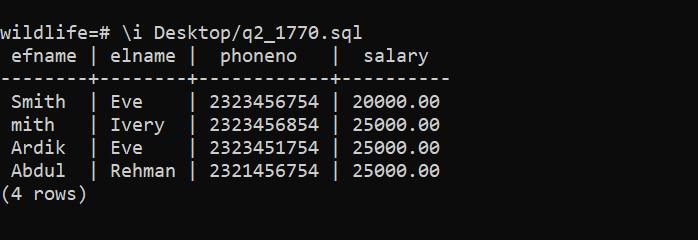 wildlife=# \i Desktop/q2_1770.sql
 efname | elname |  phoneno   |  salary
--------+--------+------------+----------
 Smith  | Eve    | 2323456754 | 20000.00
 mith   | Ivery  | 2323456854 | 25000.00
 Ardik  | Eve    | 2323451754 | 25000.00
 Abdul  | Rehman | 2321456754 | 25000.00
(4 rows)